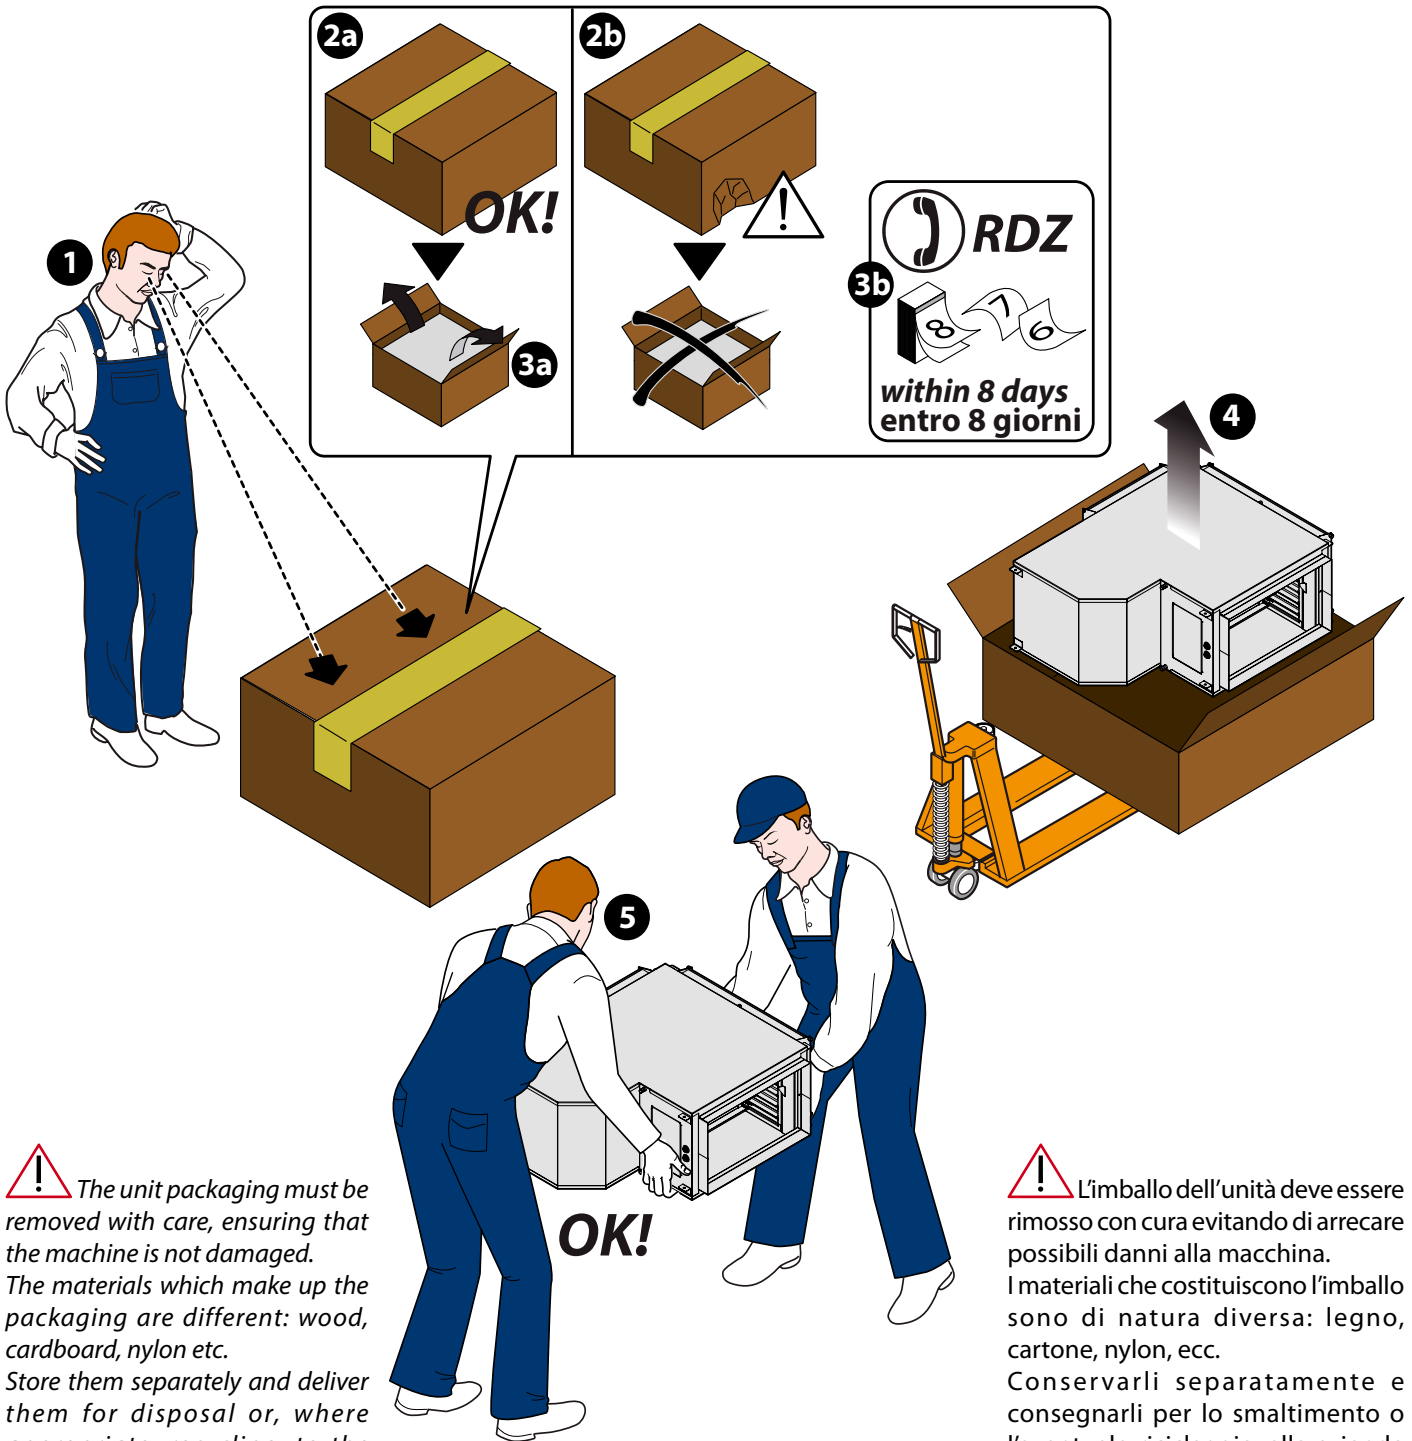 2a
2b
OK!
1
RDZ
3b
8
7
6
3a
within 8 days
entro 8 giorni
4
5
OK!
The unit packaging must be
removed with care, ensuring that
the machine is not damaged.
The materials which make up the
packaging are different: wood,
cardboard, nylon etc.
Store them separately and deliver
them for disposal or, where
L'imballo dell'unità deve essere
rimosso con cura evitando di arrecare
possibili danni alla macchina.
I materiali che costituiscono l'imballo
sono di natura diversa: legno,
cartone, nylon, ecc.
Conservarli separatamente e
consegnarli per lo smaltimento o